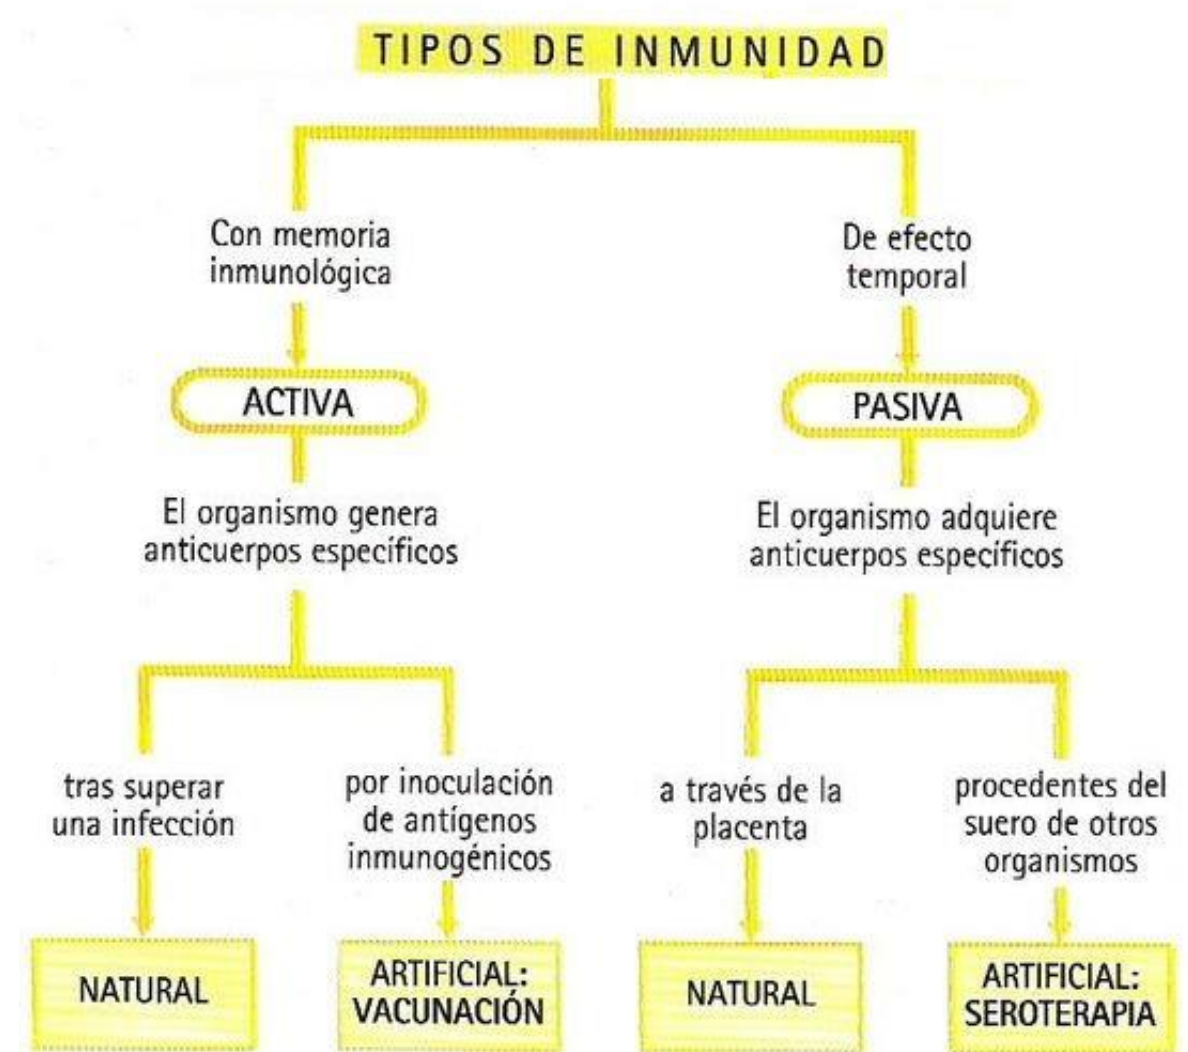 TIPOS DE INMUNIDAD
Con memoria
inmunológica
De efecto
temporal
ACTIVA
PASIVA
El organismo genera
anticuerpos específicos
El organismo adquiere
anticuerpos específicos
tras superar
una infección
por inoculación
de antígenos
inmunogénicos
a través de la
placenta
procedentes del
suero de otros
organismos
NATURAL
ARTIFICIAL:
VACUNACIÓN
NATURAL
ARTIFICIAL:
SEROTERAPIA